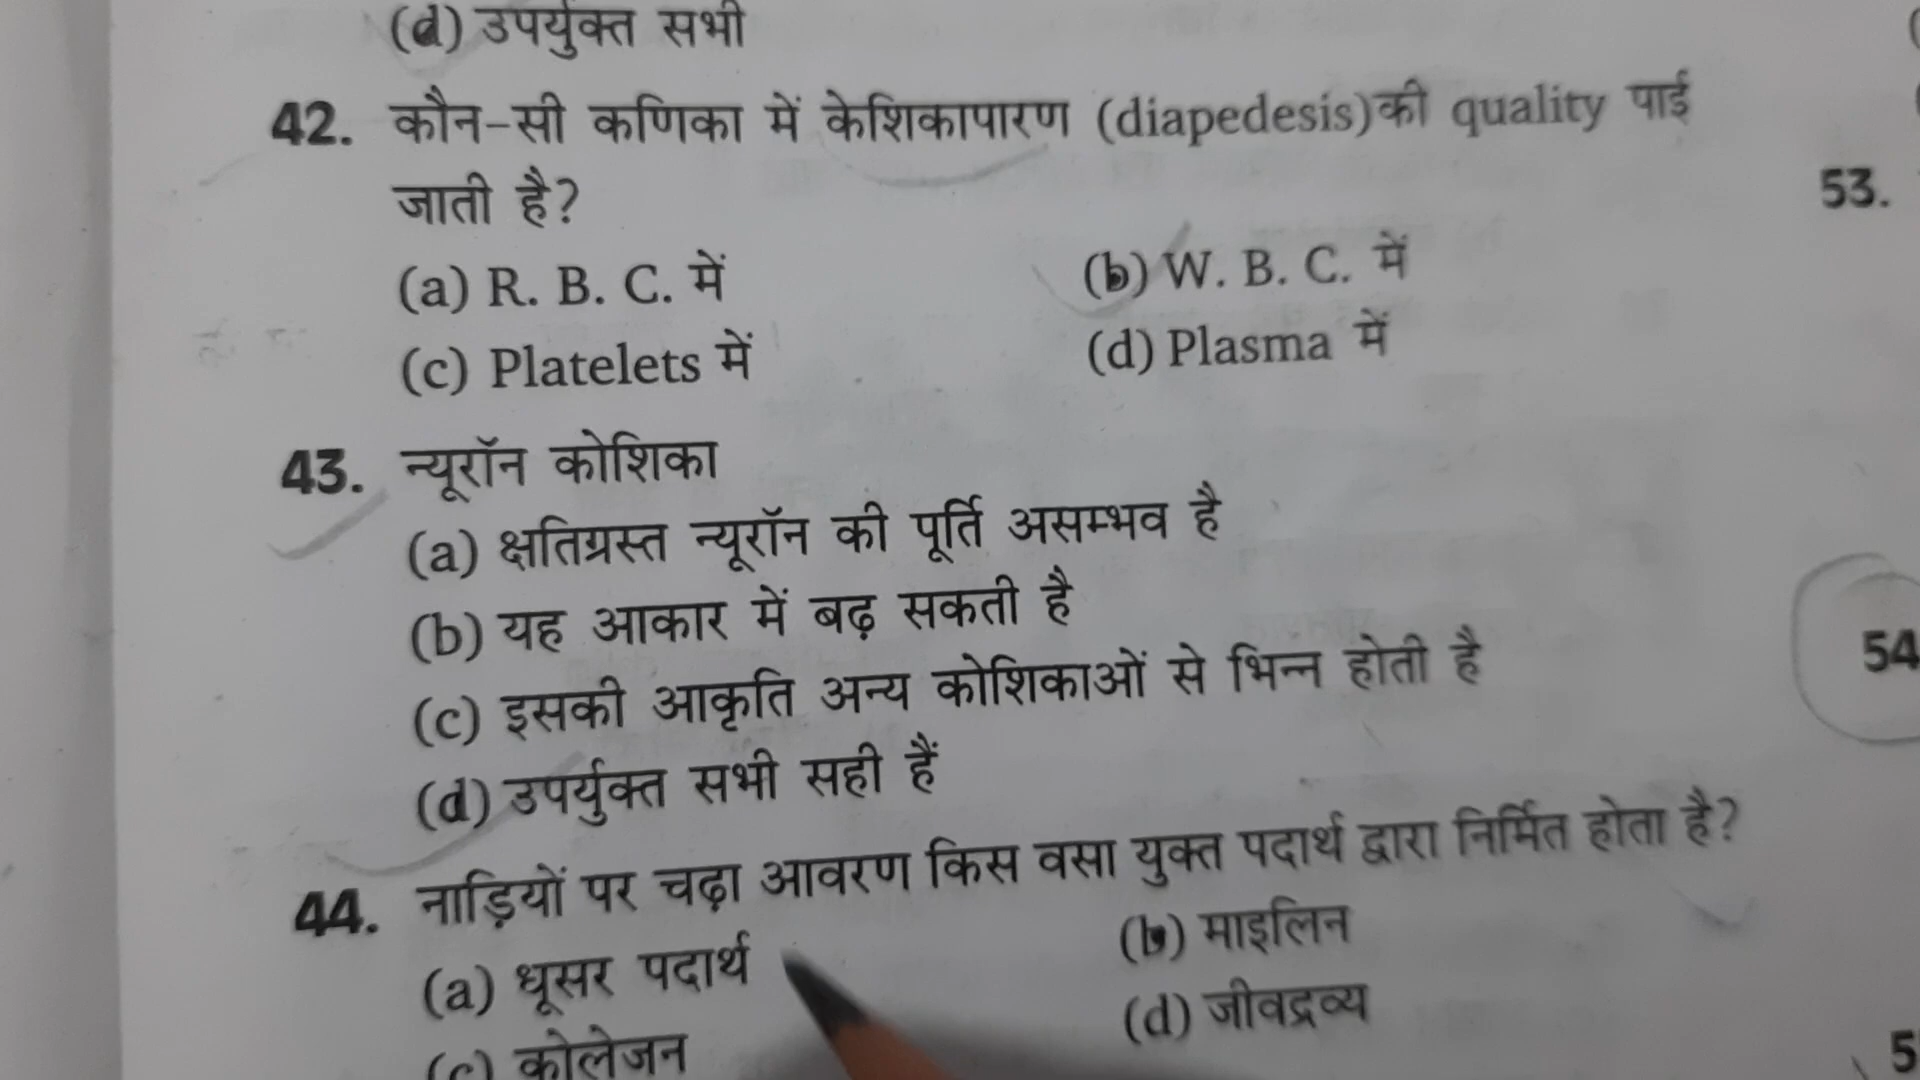 (d) उपर्युक्त सभी
42. कौन-सी कणिका में केशिकापारण (diapedesis)की quality पाई
जाती है?
(a) R. B. C. में (b) W. B. C. में
(c) Platelets में (d) Plasma में
43. न्यूरॉन कोशिका
(a) क्षतिग्रस्त न्यूरॉन की पूर्ति असम्भव है
(b) यह आकार में बढ़ सकती है
(c) इसकी आकृति अन्य कोशिकाओं से भिन्न होती है
(d) उपर्युक्त सभी सही हैं
44. नाड़ियों पर चढ़ा आवरण किस वसा युक्त पदार्थ द्वारा निर्मित होता है?
(a) धूसर पदार्थ (b) माइलिन
(c) कोलेजन (d) जीवद्रव्य
53.
54